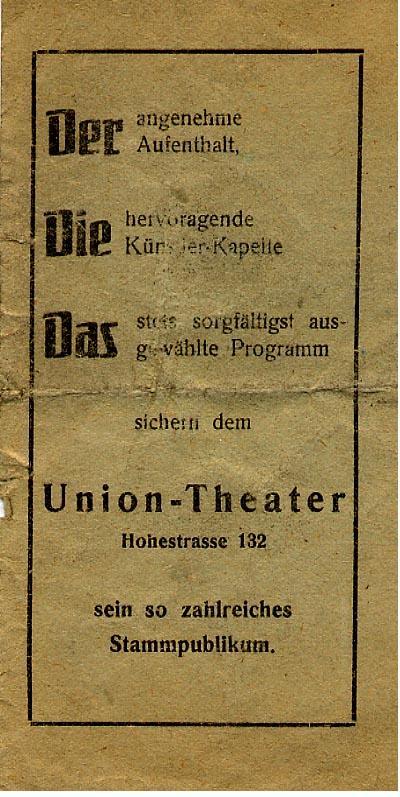 Der angenehme
Aufenthalt,
Die hervoragende
Künstler-Kapelle
Das stets sorgfältigst aus-
gewählte Programm
sichern dem
Union-Theater
Hohestrasse 132
sein so zahlreiches
Stammpublikum.